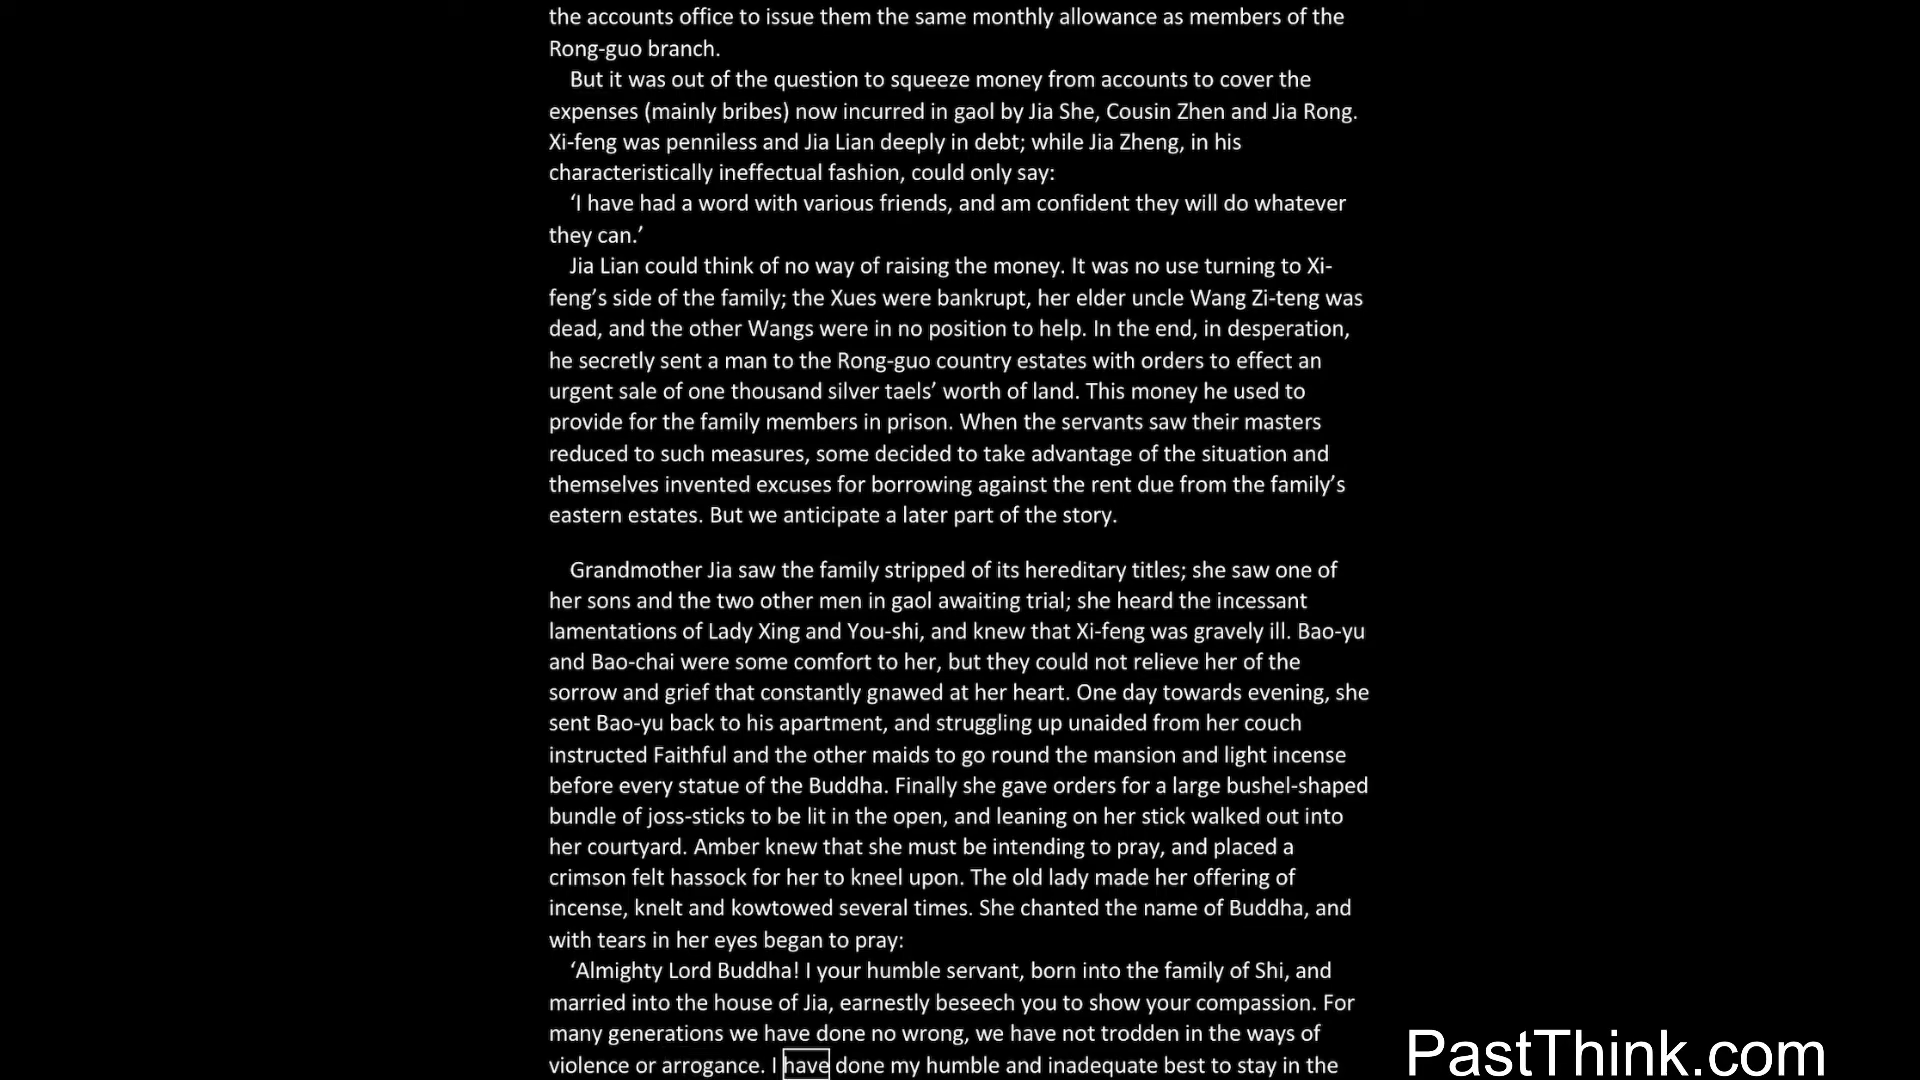 the accounts office to issue them the same monthly allowance as members of the
Rong-guo branch.
But it was out of the question to squeeze money from accounts to cover the
expenses (mainly bribes) now incurred in gaol by Jia She, Cousin Zhen and Jia Rong.
Xi-feng was penniless and Jia Lian deeply in debt; while Jia Zheng, in his
characteristically ineffectual fashion, could only say:
‘I have had a word with various friends, and am confident they will do whatever
they can.’
Jia Lian could think of no way of raising the money. It was no use turning to Xi-
feng’s side of the family; the Xues were bankrupt, her elder uncle Wang Zi-teng was
dead, and the other Wangs were in no position to help. In the end, in desperation,
he secretly sent a man to the Rong-guo country estates with orders to effect an
urgent sale of one thousand silver taels’ worth of land. This money he used to
provide for the family members in prison. When the servants saw their masters
reduced to such measures, some decided to take advantage of the situation and
themselves invented excuses for borrowing against the rent due from the family’s
eastern estates. But we anticipate a later part of the story.
Grandmother Jia saw the family stripped of its hereditary titles; she saw one of
her sons and the two other men in gaol awaiting trial; she heard the incessant
lamentations of Lady Xing and You-shi, and knew that Xi-feng was gravely ill. Bao-yu
and Bao-chai were some comfort to her, but they could not relieve her of the
sorrow and grief that constantly gnawed at her heart. One day towards evening, she
sent Bao-yu back to his apartment, and struggling up unaided from her couch
instructed Faithful and the other maids to go round the mansion and light incense
before every statue of the Buddha. Finally she gave orders for a large bushel-shaped
bundle of joss-sticks to be lit in the open, and leaning on her stick walked out into
her courtyard. Amber knew that she must be intending to pray, and placed a
crimson felt hassock for her to kneel upon. The old lady made her offering of
incense, knelt and kowtowed several times. She chanted the name of Buddha, and
with tears in her eyes began to pray:
‘Almighty Lord Buddha! I your humble servant, born into the family of Shi, and
married into the house of Jia, earnestly beseech you to show your compassion. For
many generations we have done no wrong, we have not trodden in the ways of
violence or arrogance. I have done my humble and inadequate best to stay in the
PastThink.com